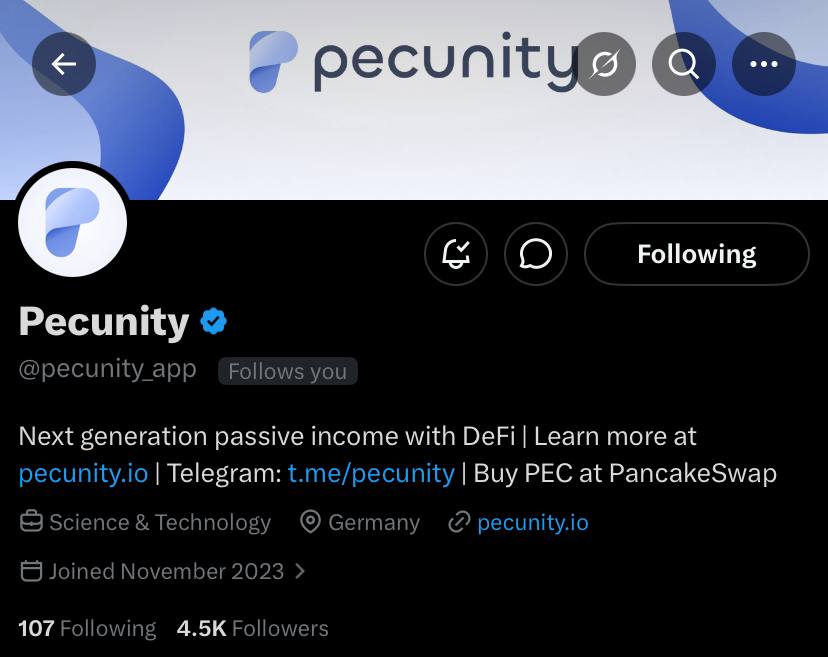 pecunity
Following
Pecunity
@pecunity_app Follows you
Next generation passive income with DeFi | Learn more at
pecunity.io | Telegram: t.me/pecunity | Buy PEC at PancakeSwap
Science & Technology Germany pecunity.io
Joined November 2023
107 Following 4.5K Followers